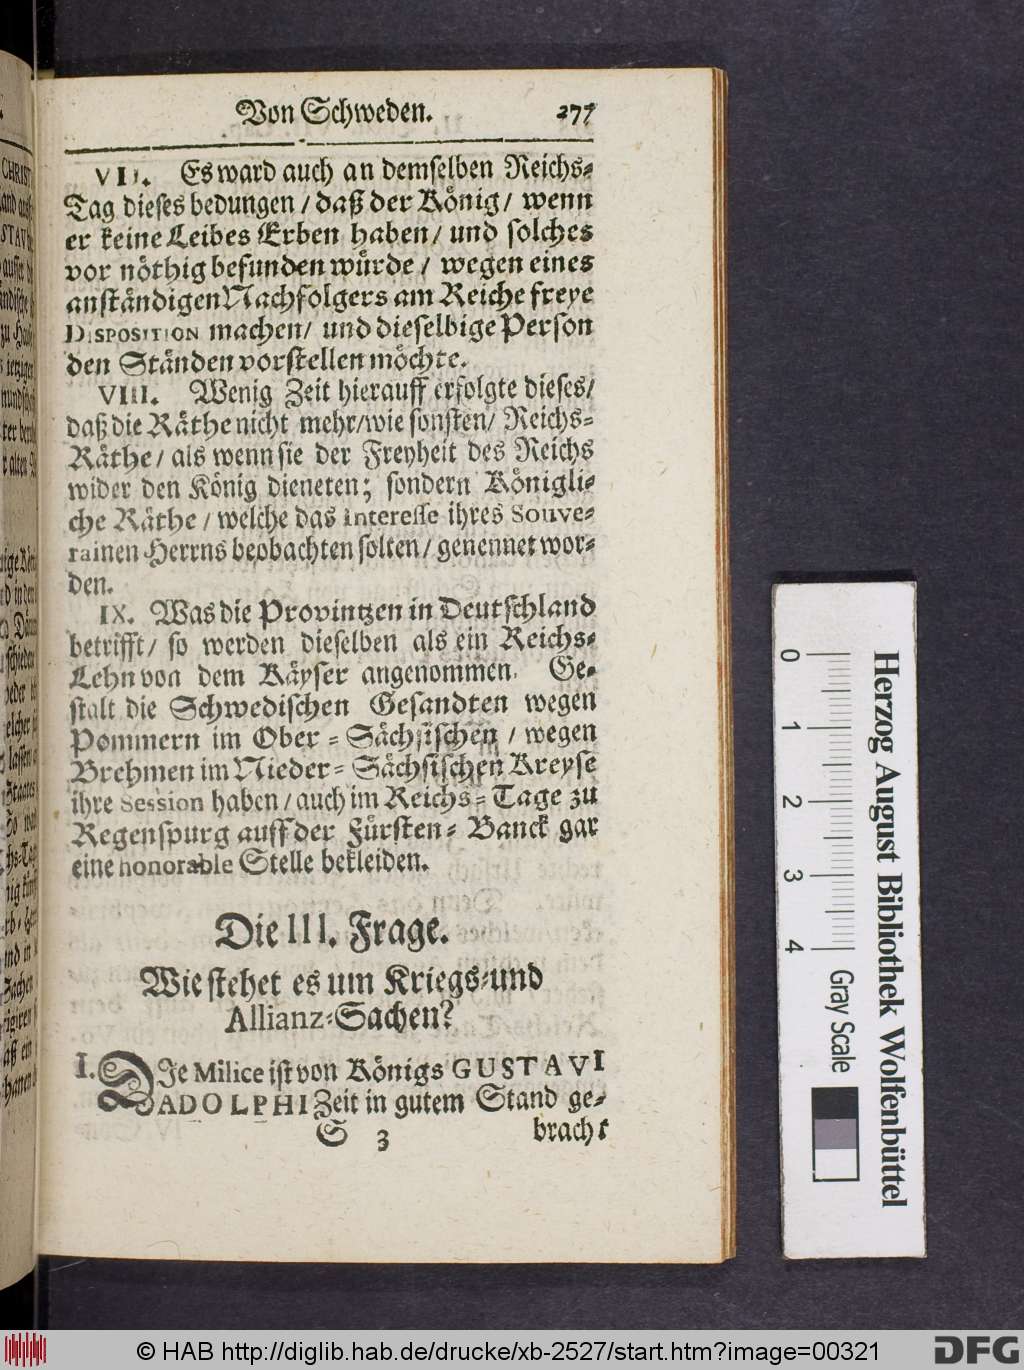 Von Schweden. 277
VII. Es ward auch an demselben Reichs-
Tag dieses bedungen / daß der König / wenn
er keine Leibes Erben haben / und solches
vor nöthig befunden würde / wegen eines
anständigen Nachfolgers am Reiche freye
DISPOSITION machen / und dieselbige Person
den Ständen vorstellen möchte.
VIII. Wenig Zeit hierauff erfolgte dieses /
daß die Räthe nicht mehr / wie sonsten / Reichs-
Räthe / als wenn sie der Freyheit des Reichs
wider den König dieneten; sondern Königli-
che Räthe / welche das Interesse ihres Souve-
rainen Herrns beobachten solten / genennet wor-
den.
IX. Was die Provintzen in Deutschland
betrifft / so werden dieselben als ein Reichs-
Lehn von dem Käyser angenommen. Ge-
stalt die Schwedischen Gesandten wegen
Pommern im Ober-Sächsischen / wegen
Brehmen im Nieder-Sächsischen Kreyse
ihre Session haben / auch im Reichs-Tage zu
Regenspurg auff der Fürsten-Banck gar
eine honorable Stelle bekleiden.
Die III. Frage.
Wie stehet es um Kriegs-und
Allianz-Sachen?
I. DIe Milice ist von Königs GUSTAVI
ADOLPHI Zeit in gutem Stand ge-
S 3 bracht
0 1 2 3 4 Gray Scale
Herzog August Bibliothek Wolfenbüttel
© HAB http://diglib.hab.de/drucke/xb-2527/start.htm?image=00321
DFG